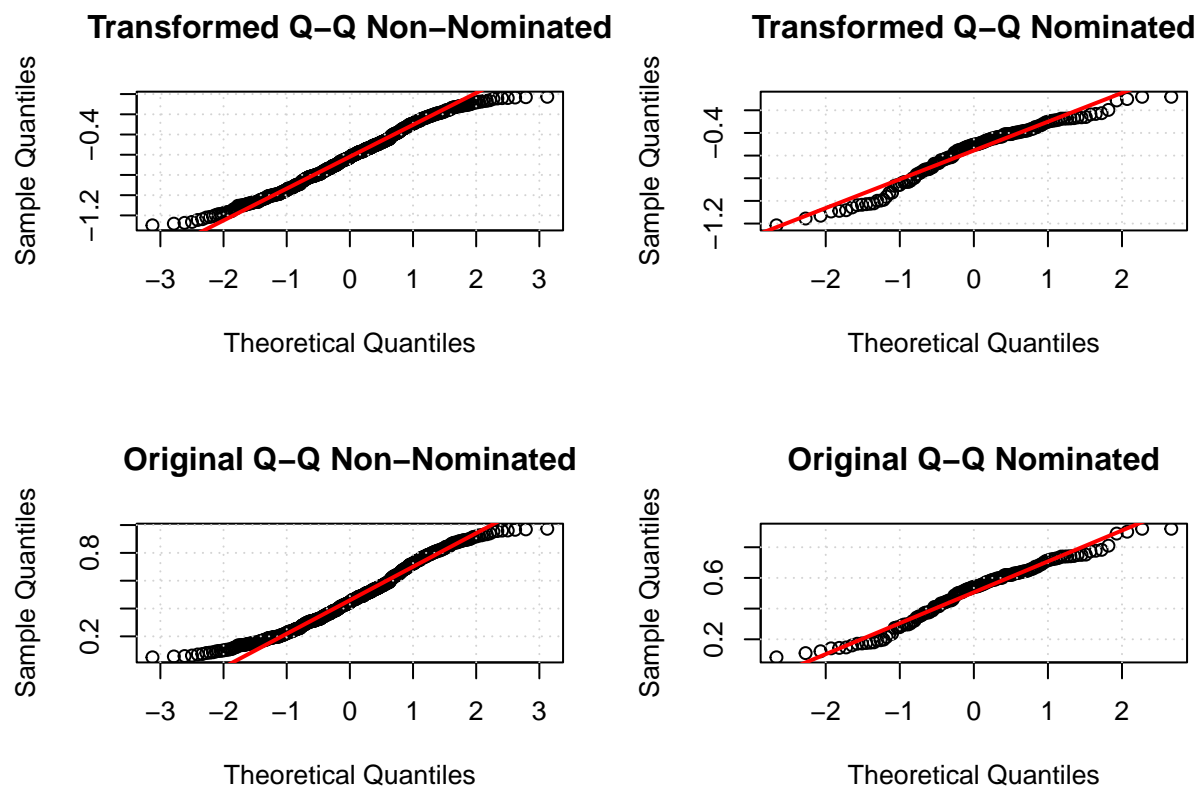 Transformed Q−Q Non−Nominated
Sample Quantiles
−1.2 −0.4
−3 −2 −1 0 1 2 3
Theoretical Quantiles
Transformed Q−Q Nominated
Sample Quantiles
−1.2 −0.4
−2 −1 0 1 2
Theoretical Quantiles
Original Q−Q Non−Nominated
Sample Quantiles
0.2 0.8
−3 −2 −1 0 1 2 3
Theoretical Quantiles
Original Q−Q Nominated
Sample Quantiles
0.2 0.6
−2 −1 0 1 2
Theoretical Quantiles